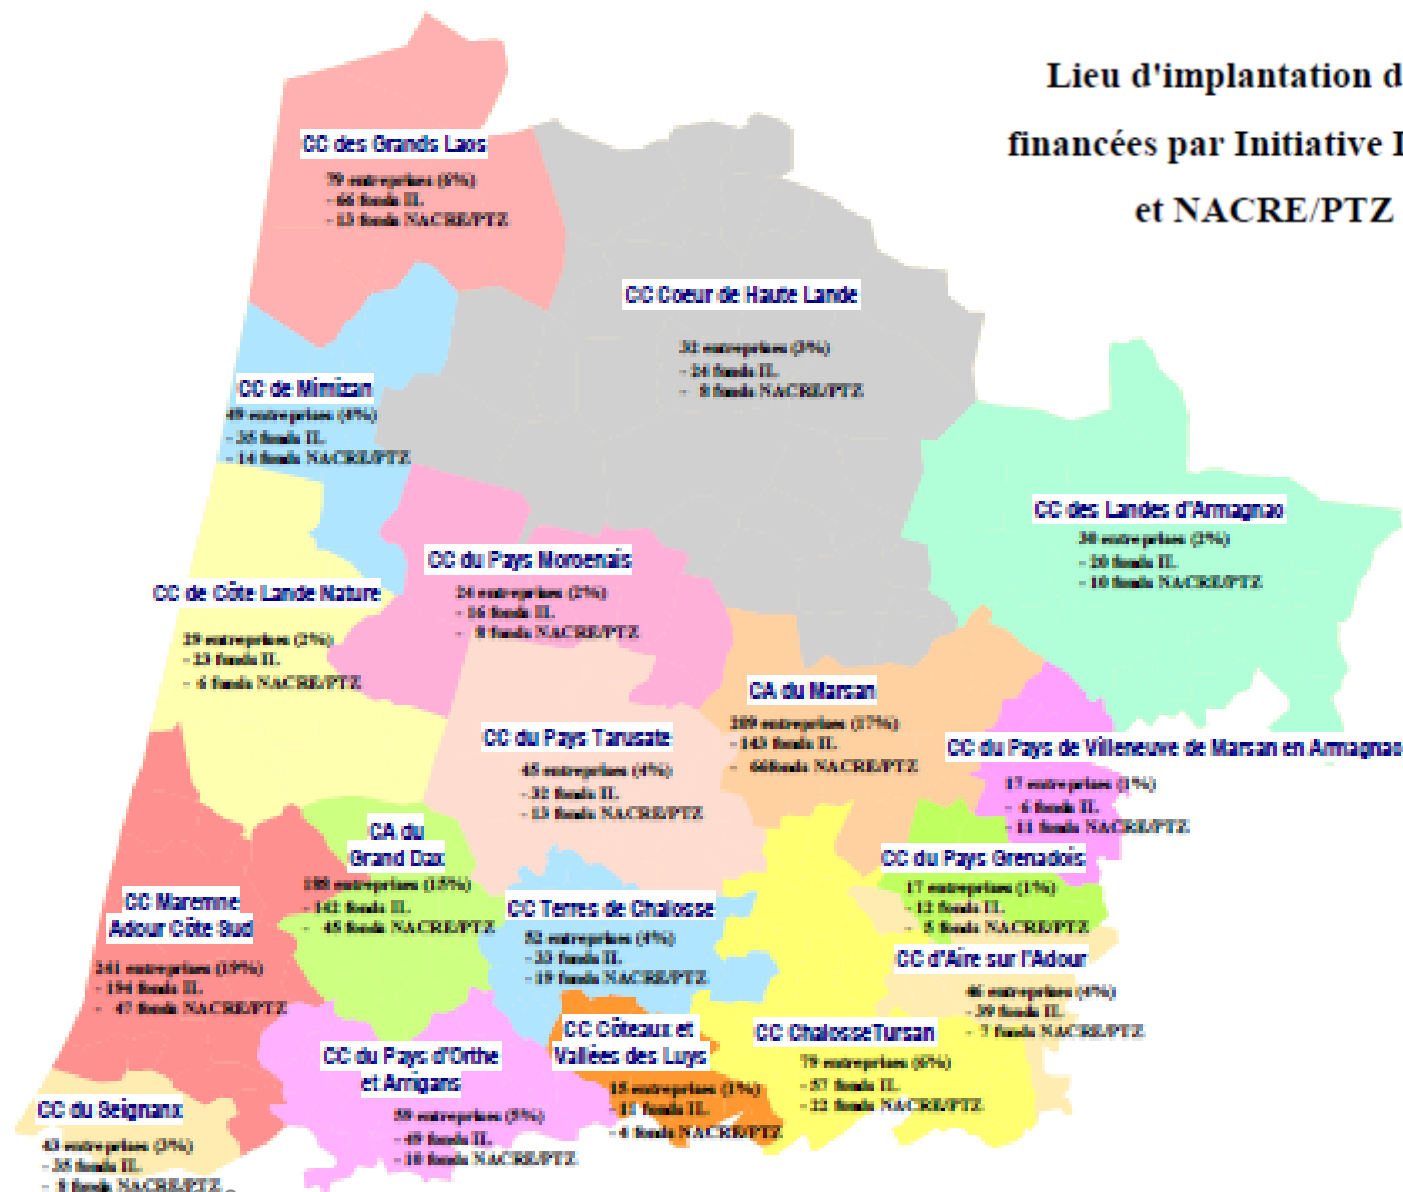 Lieu d'implantation d
financées par Initiative
et NACRE/PTZ
CC des Grands Lacs
79 entreprises (6%)
- 66 fonds IL
- 13 fonds NACRE/PTZ
CC Coeur de Haute Lande
32 entreprises (3%)
- 24 fonds IL
- 8 fonds NACRE/PTZ
CC de Mimizan
49 entreprises (4%)
- 35 fonds IL
- 14 fonds NACRE/PTZ
CC des Landes d'Armagnac
30 entreprises (2%)
- 20 fonds IL
- 10 fonds NACRE/PTZ
CC du Pays Morcenais
24 entreprises (2%)
- 16 fonds IL
- 8 fonds NACRE/PTZ
CC de Côte Lande Nature
29 entreprises (2%)
- 23 fonds IL
- 6 fonds NACRE/PTZ
CA du Marsan
209 entreprises (17%)
- 143 fonds IL
- 66fonds NACRE/PTZ
CC du Pays Tarusate
45 entreprises (4%)
- 32 fonds IL
- 13 fonds NACRE/PTZ
CC du Pays de Villeneuve de Marsan en Armagnac
17 entreprises (1%)
- 6 fonds IL
- 11 fonds NACRE/PTZ
CA du
Grand Dax
entreprises (15%)
- 142 fonds IL
- 45 fonds NACRE/PTZ
CC du Pays Grenadois
17 entreprises (1%)
- 12 fonds IL
- 5 fonds NACRE/PTZ
CC Maremne
Adour Côte Sud
241 entreprises (19%)
- 194 fonds IL
- 47 fonds NACRE/PTZ
CC Terres de Chalosse
52 entreprises (4%)
- 33 fonds IL
- 19 fonds NACRE/PTZ
CC d'Aire sur l'Adour
46 entreprises (4%)
- 39 fonds IL
- 7 fonds NACRE/PTZ
CC Côteaux et
Vallées des Luys
15 entreprises (1%)
- 11 fonds IL
- 4 fonds NACRE/PTZ
CC ChalosseTursan
79 entreprises (6%)
- 57 fonds IL
- 22 fonds NACRE/PTZ
CC du Pays d'Orthe
et Arrigans
59 entreprises (5%)
- 49 fonds IL
- 10 fonds NACRE/PTZ
CC du Seignanx
43 entreprises (3%)
- 35 fonds IL
- 8 fonds NACRE/PTZ